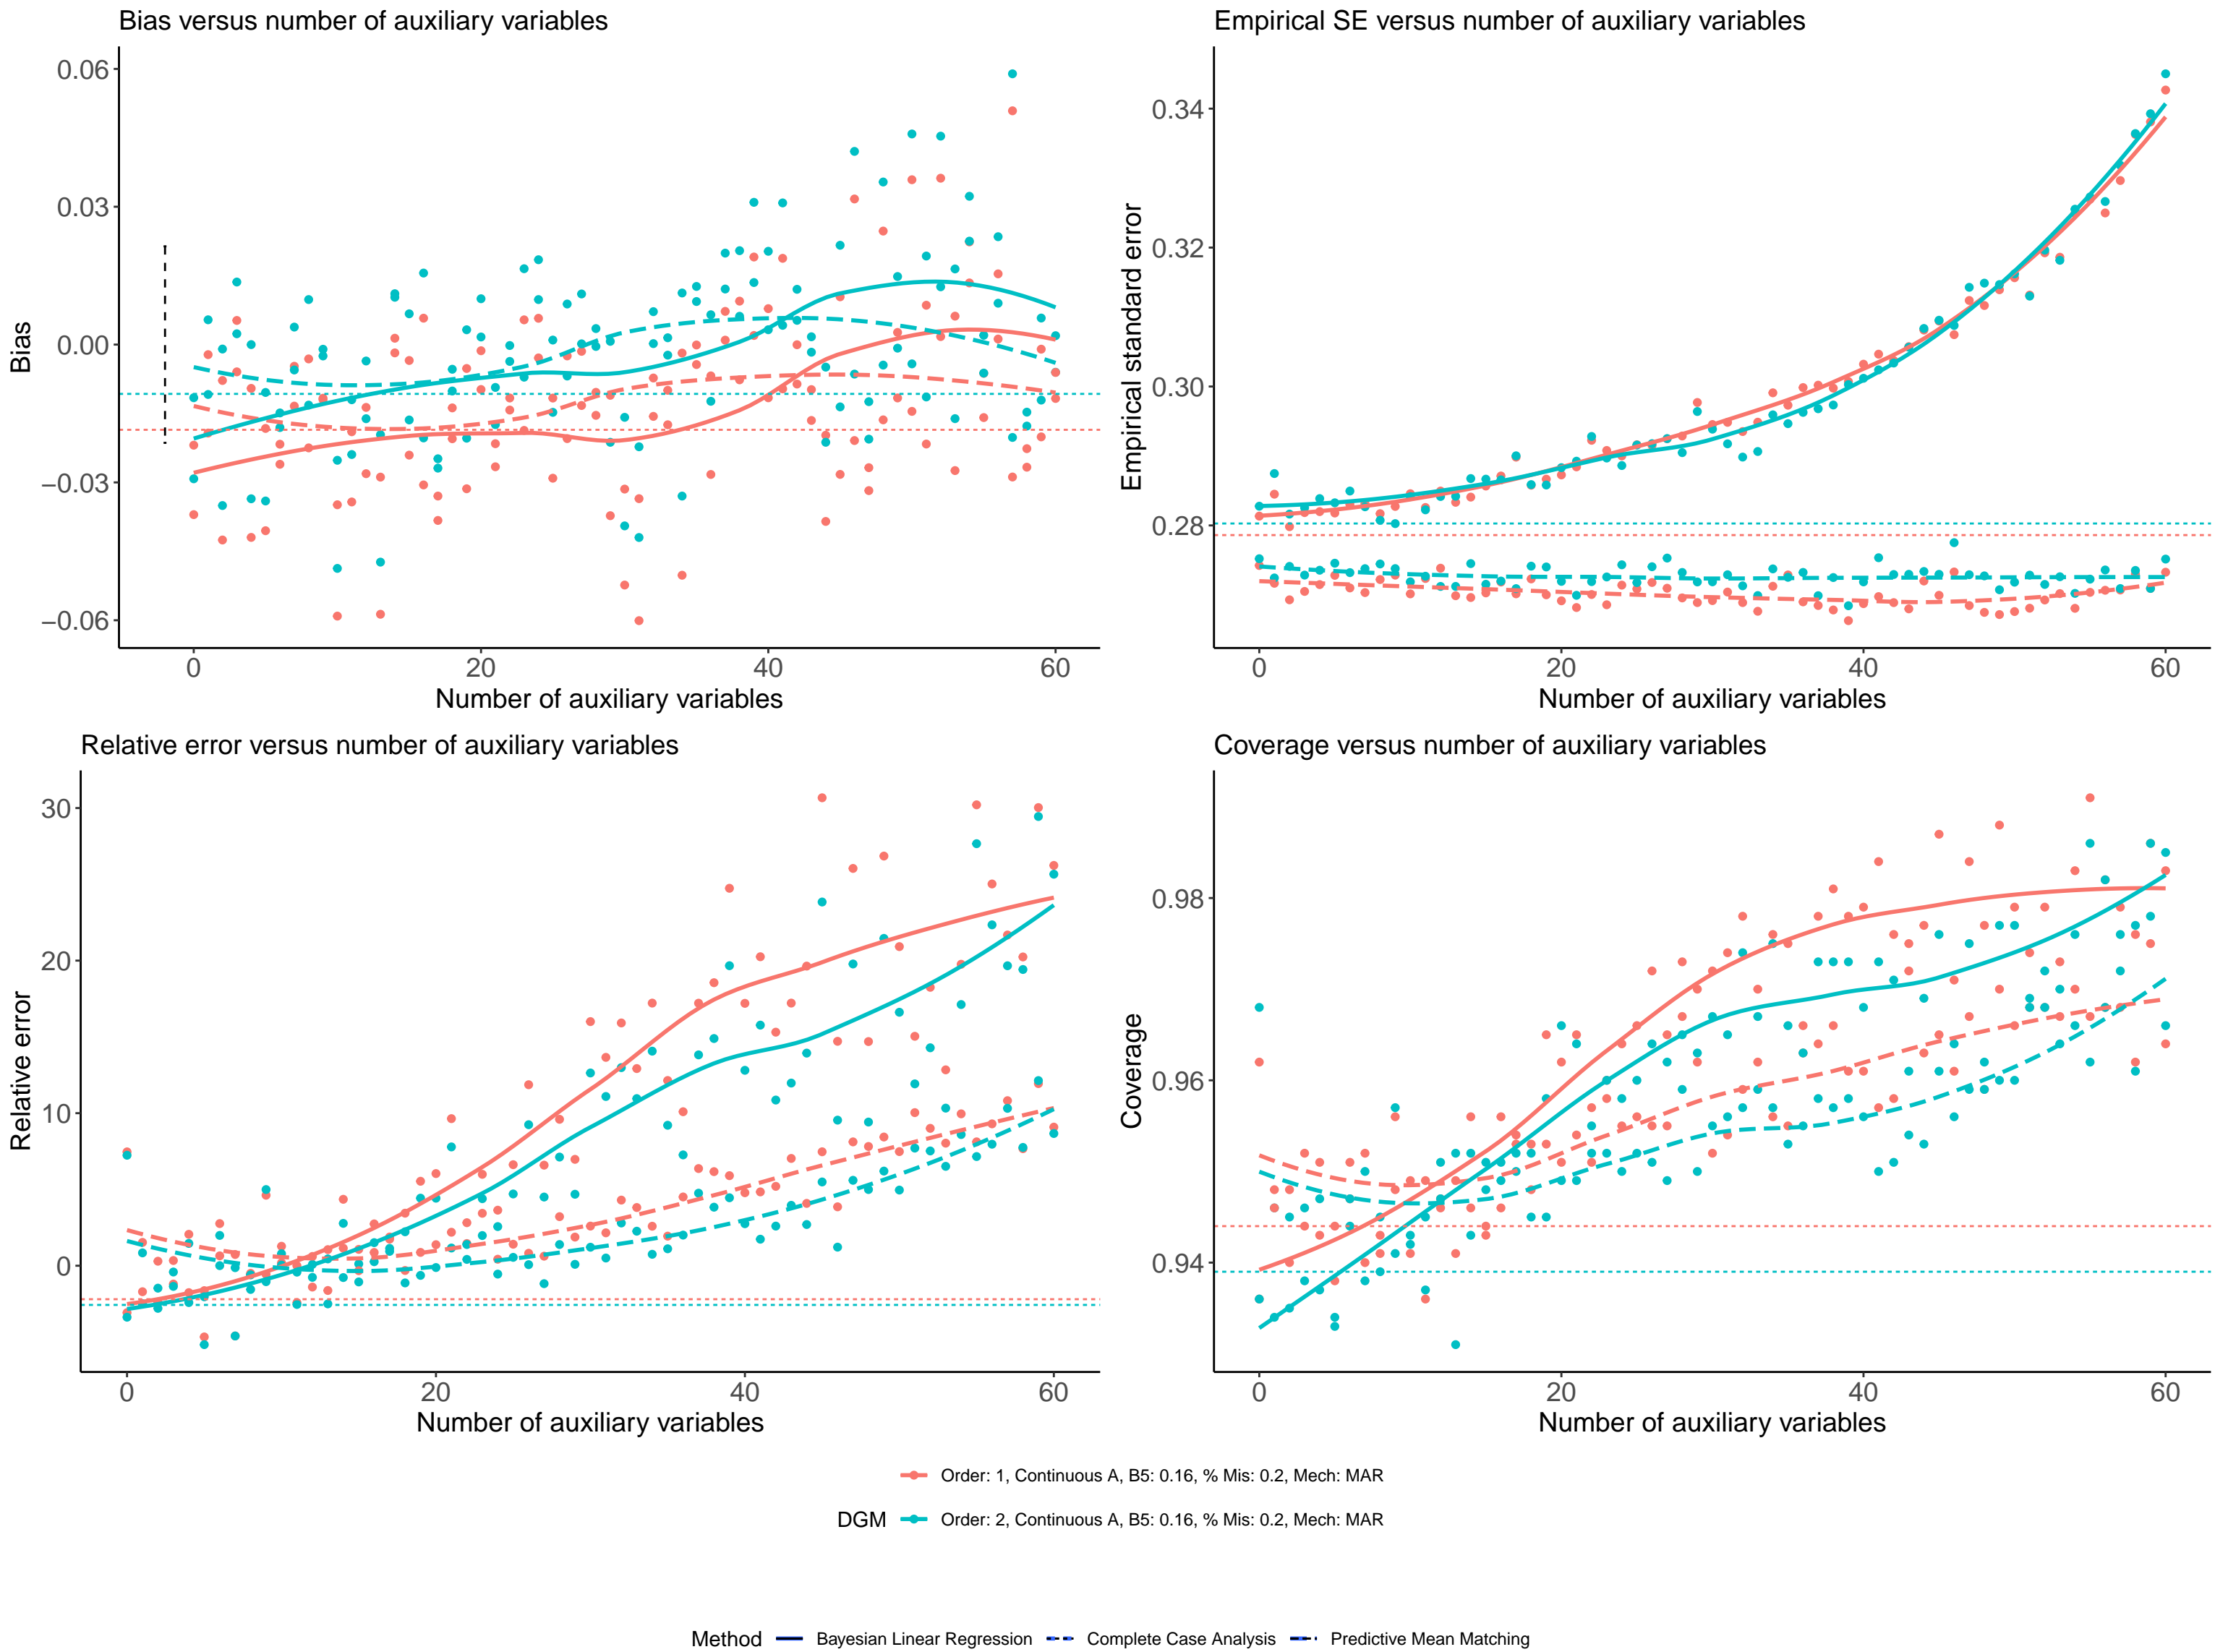 Bias versus number of auxiliary variables
0.06
0.03
0.00
−0.03
−0.06
Bias
0 20 40 60
Number of auxiliary variables
Empirical SE versus number of auxiliary variables
0.34
0.32
0.30
0.28
Empirical standard error
0 20 40 60
Number of auxiliary variables
Relative error versus number of auxiliary variables
30
20
10
0
Relative error
0 20 40 60
Number of auxiliary variables
Coverage versus number of auxiliary variables
0.98
0.96
0.94
Coverage
0 20 40 60
Number of auxiliary variables
Order: 1, Continuous A, B5: 0.16, % Mis: 0.2, Mech: MAR
DGM Order: 2, Continuous A, B5: 0.16, % Mis: 0.2, Mech: MAR
Method Bayesian Linear Regression Complete Case Analysis Predictive Mean Matching